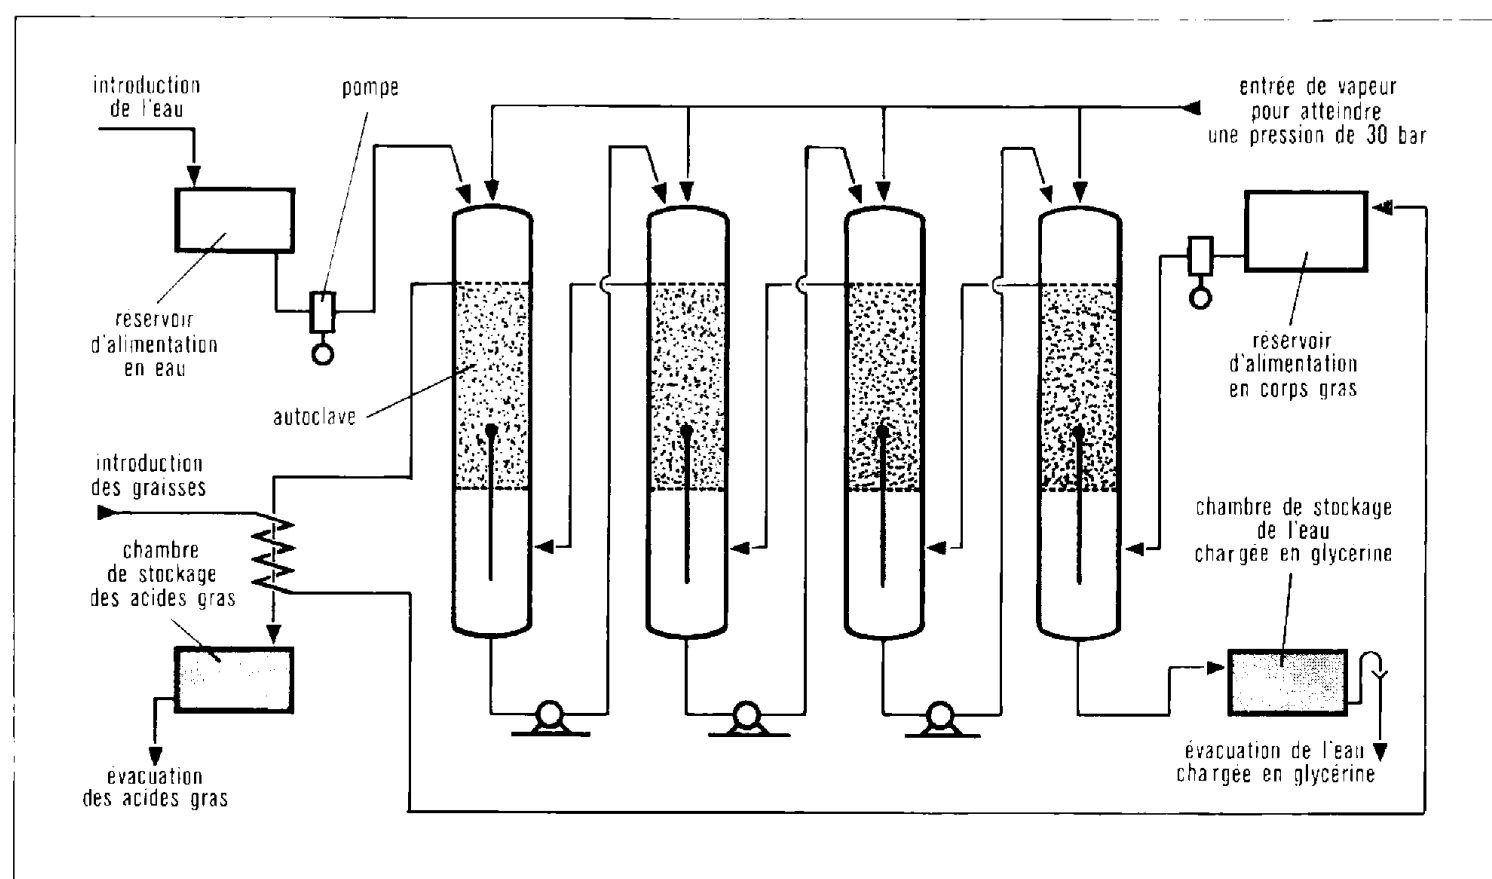 introduction
de l'eau
pompe
entrée de vapeur
pour atteindre
une pression de 30 bar
réservoir
d'alimentation
en eau
autoclave
réservoir
d'alimentation
en corps gras
introduction
des graisses
chambre
de stockage
des acides gras
chambre de stockage
de l'eau
chargée en glycérine
évacuation
des acides gras
évacuation de l'eau
chargée en glycérine